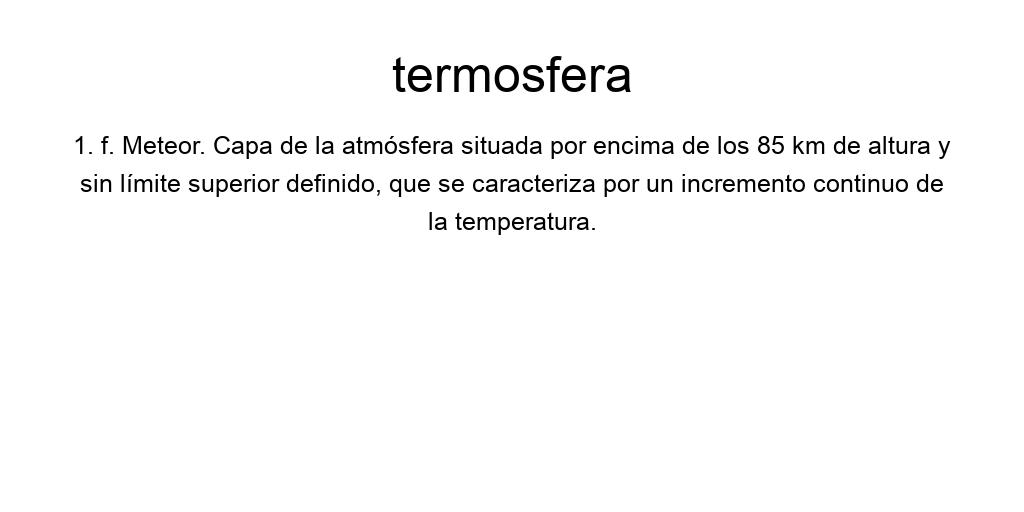 termosfera
1. f. Meteor. Capa de la atmósfera situada por encima de los 85 km de altura y
sin límite superior definido, que se caracteriza por un incremento continuo de
la temperatura.